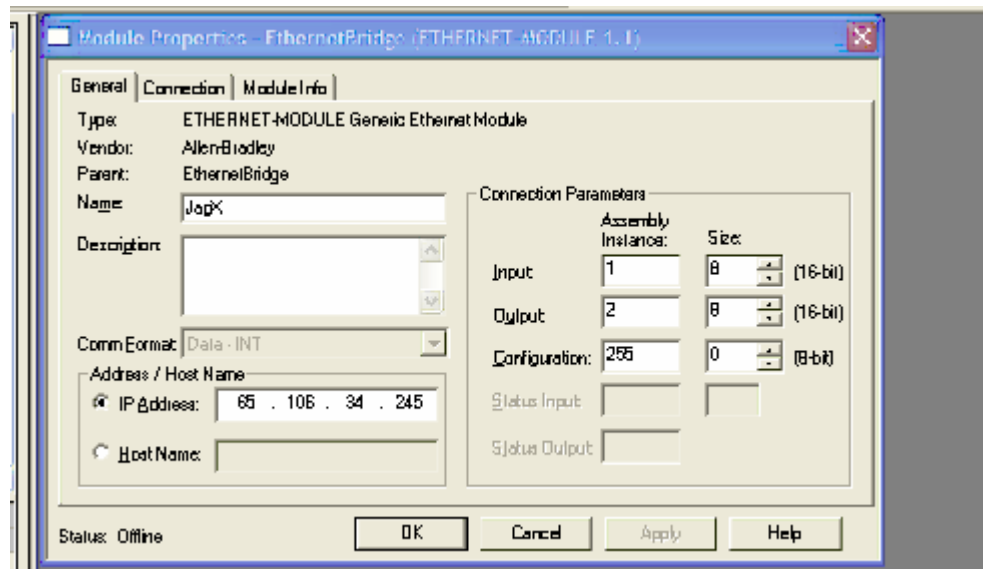 Module Properties - EthernetBridge (ETHERNET-MODULE 1.1)
General Connection Module Info
Type: ETHERNET-MODULE Generic Ethernet Module
Vendor: Allen-Bradley
Parent: EthernetBridge
Name: JagX
Description:
Comm Format: Data - INT
Address / Host Name
IP Address: 65 . 106 . 34 . 245
Host Name:
Connection Parameters
Assembly
Instance: Size:
Input: 1 8 (16-bit)
Output: 2 8 (16-bit)
Configuration: 255 0 (8-bit)
Status Input:
Status Output:
Status: Offline
OK Cancel Apply Help